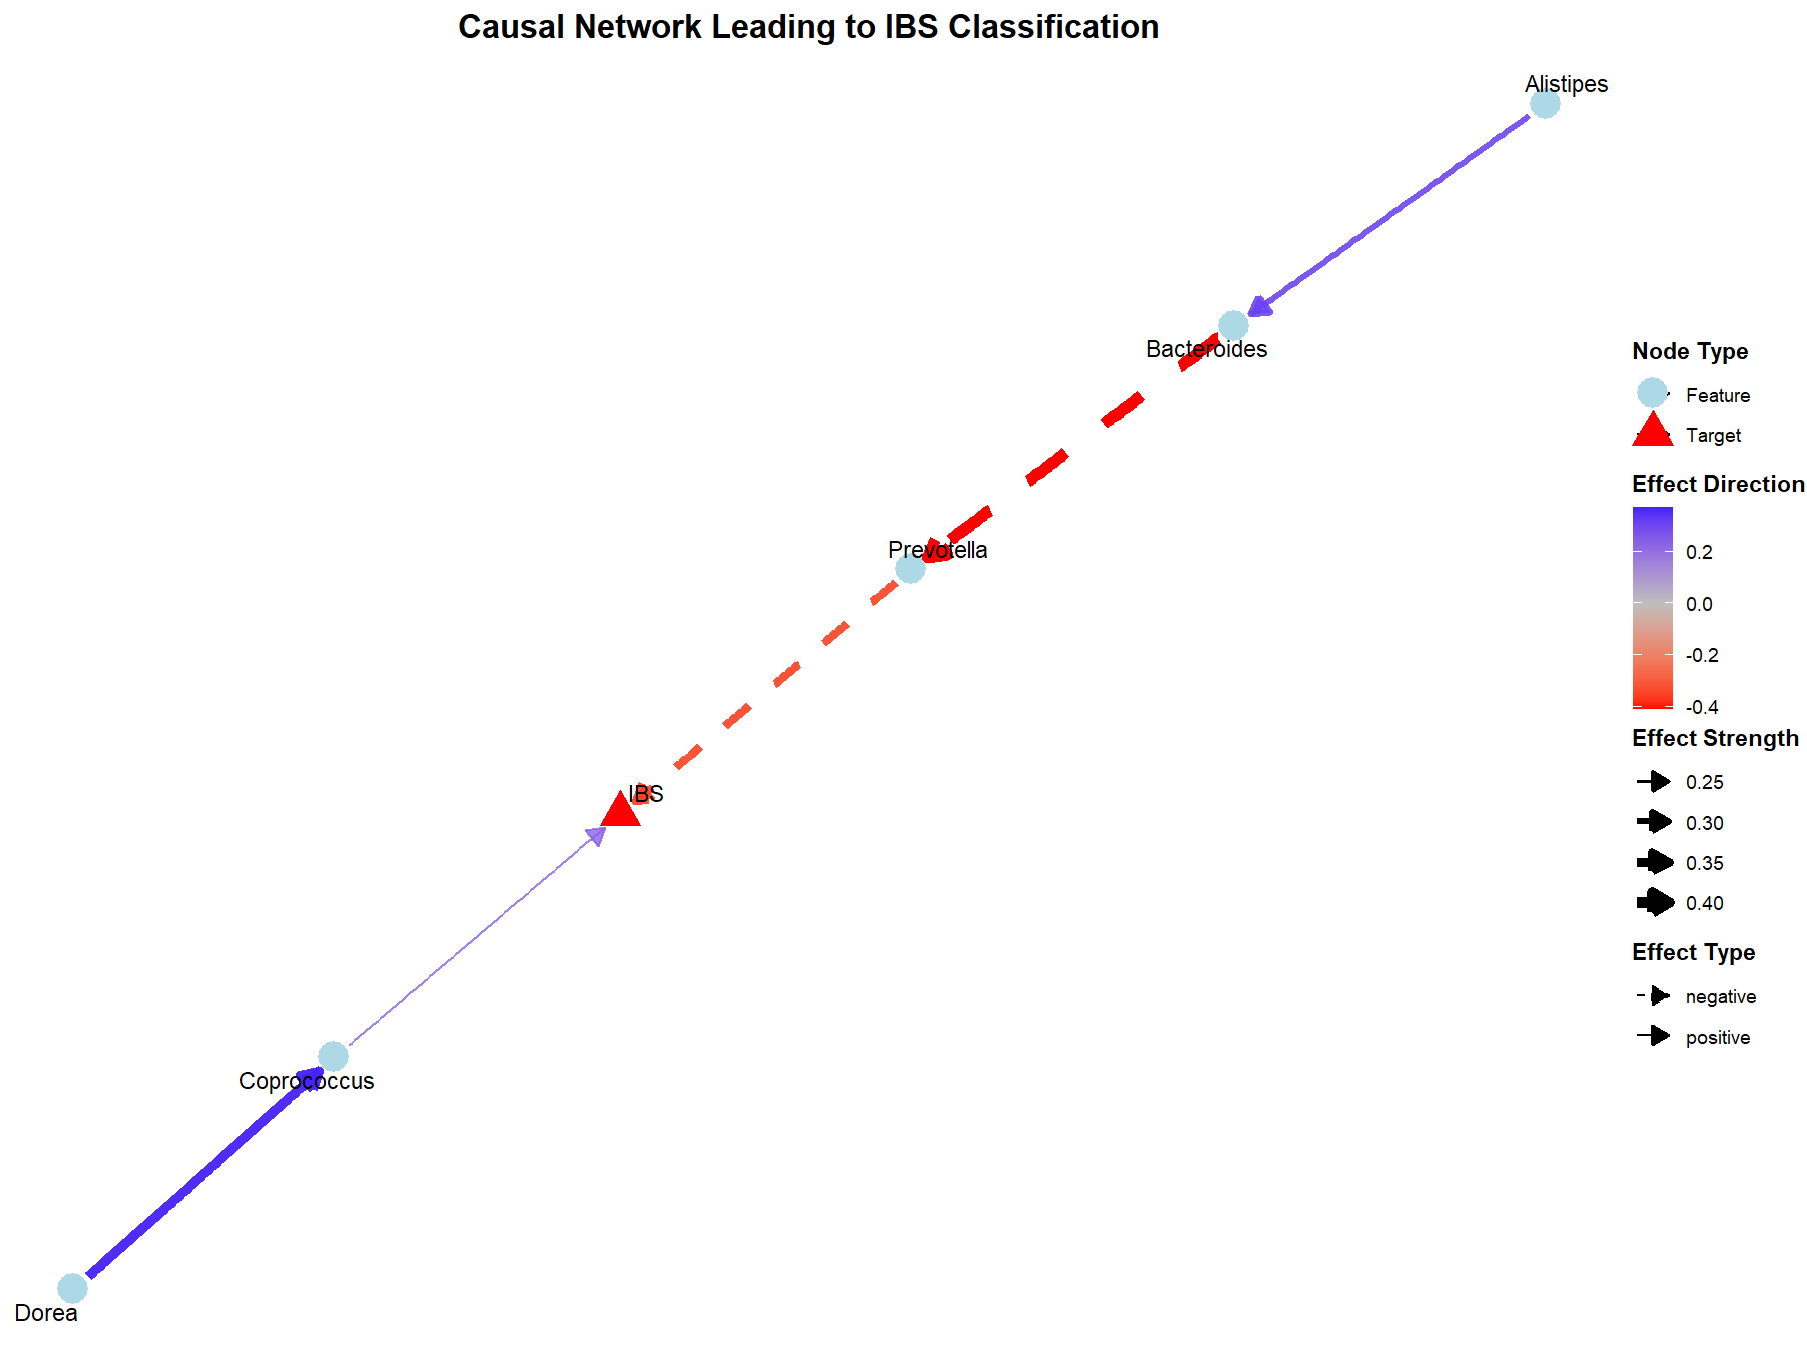 Causal Network Leading to IBS Classification
Alistipes
Bacteroides
Prevotella
IBS
Coprococcus
Dorea
Node Type
Feature
Target
Effect Direction
0.2
0.0
-0.2
-0.4
Effect Strength
0.25
0.30
0.35
0.40
Effect Type
negative
positive